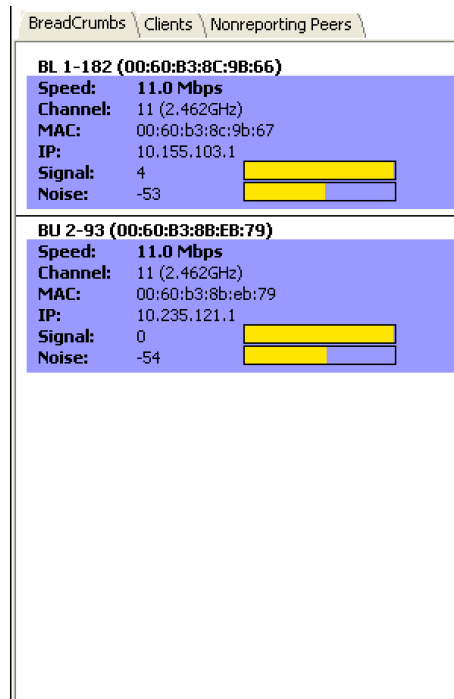 BreadCrumbs Clients Nonreporting Peers
BL 1-182 (00:60:B3:8C:9B:66)
Speed: 11.0 Mbps
Channel: 11 (2.462GHz)
MAC: 00:60:b3:8c:9b:67
IP: 10.155.103.1
Signal: 4
Noise: -53
BU 2-93 (00:60:B3:8B:EB:79)
Speed: 11.0 Mbps
Channel: 11 (2.462GHz)
MAC: 00:60:b3:8b:eb:79
IP: 10.235.121.1
Signal: 0
Noise: -54